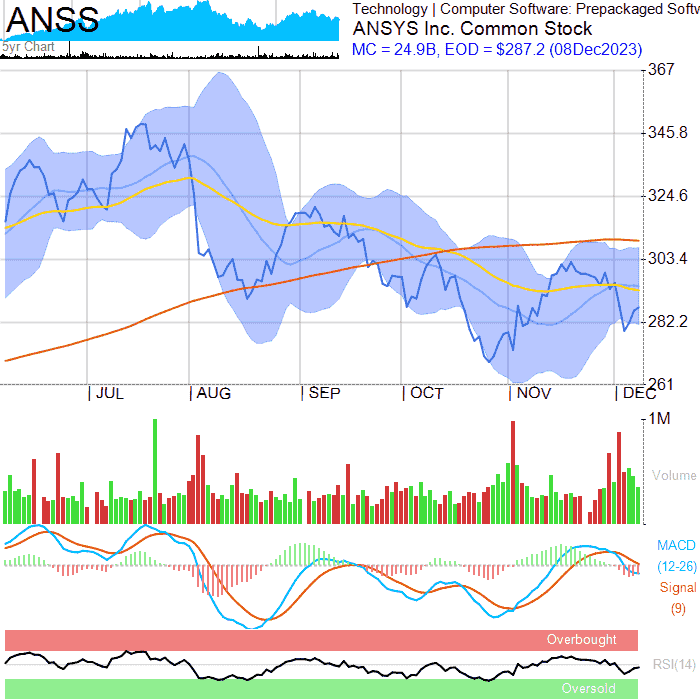 ANSS
5yr Chart
Technology | Computer Software: Prepackaged Softw
ANSYS Inc. Common Stock
MC = 24.9B, EOD = $287.2 (08Dec2023)
367
345.8
324.6
303.4
282.2
261
JUL AUG SEP OCT NOV DEC
1M
Volume
MACD
(12-26)
Signal
(9)
Overbought
RSI(14)
Oversold